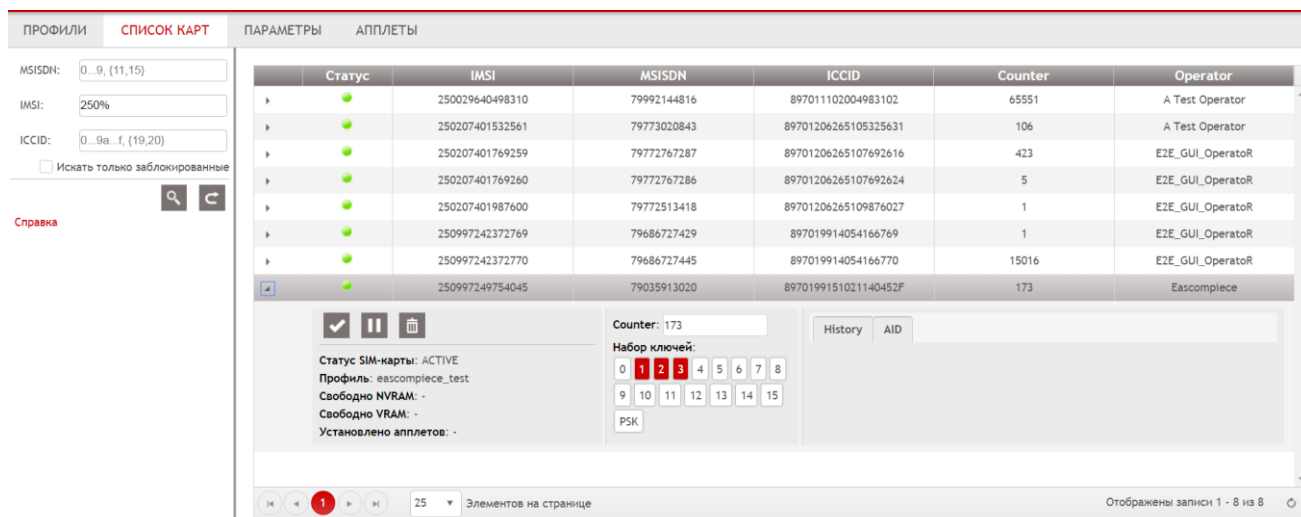 ПРОФИЛИ СПИСОК КАРТ ПАРАМЕТРЫ АППЛЕТЫ
MSISDN: 0...9, {11,15}
IMSI: 250%
ICCID: 0...9a...f, {19,20}
Искать только заблокированные
Справка
Статус IMSI MSISDN ICCID Counter Operator
250029640498310 79992144816 897011102004983102 65551 A Test Operator
250207401532561 79773020843 89701206265105325631 106 A Test Operator
250207401769259 79772767287 89701206265107692616 423 E2E_GUI_OperatoR
250207401769260 79772767286 89701206265107692624 5 E2E_GUI_OperatoR
250207401987600 79772513418 89701206265109876027 1 E2E_GUI_OperatoR
250997242372769 79686727429 897019914054166769 1 E2E_GUI_OperatoR
250997242372770 79686727445 897019914054166770 15016 E2E_GUI_OperatoR
250997249754045 79035913020 8970199151021140452F 173 Eascompiece
Статус SIM-карты: ACTIVE
Профиль: eascompiece_test
Свободно NVRAM: -
Свободно VRAM: -
Установлено апплетов: -
Counter: 173
Набор ключей:
0 1 2 3 4 5 6 7 8
9 10 11 12 13 14 15
PSK
History AID
1 25 Элементов на странице Отображены записи 1 - 8 из 8